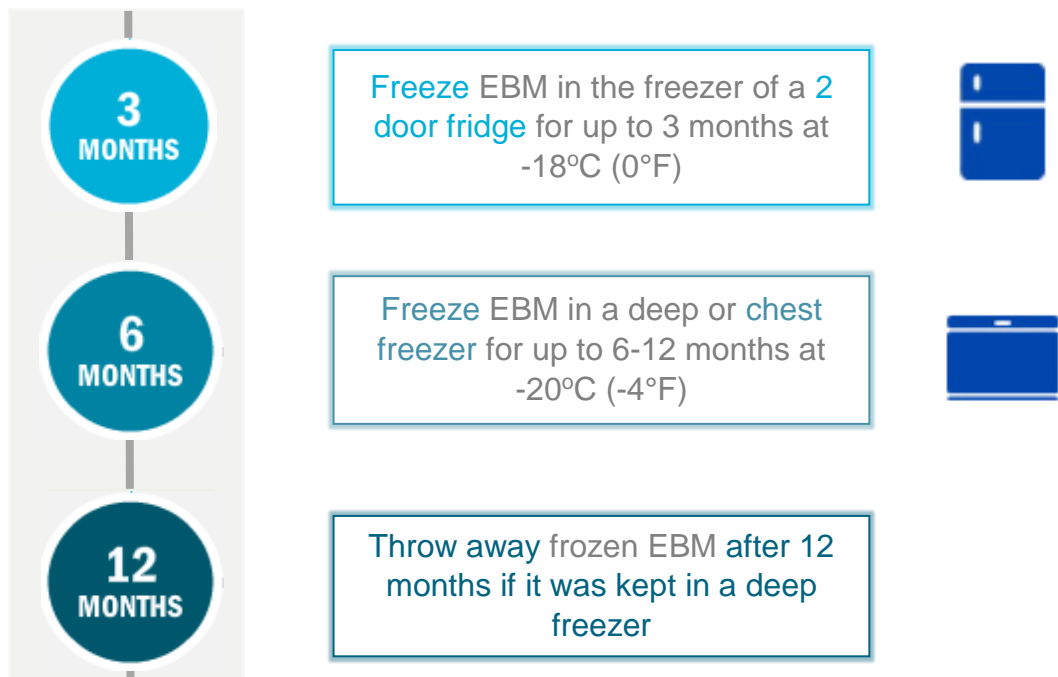 3
MONTHS
Freeze EBM in the freezer of a 2
door fridge for up to 3 months at
-18ºC (0°F)
6
MONTHS
Freeze EBM in a deep or chest
freezer for up to 6-12 months at
-20ºC (-4°F)
12
MONTHS
Throw away frozen EBM after 12
months if it was kept in a deep
freezer